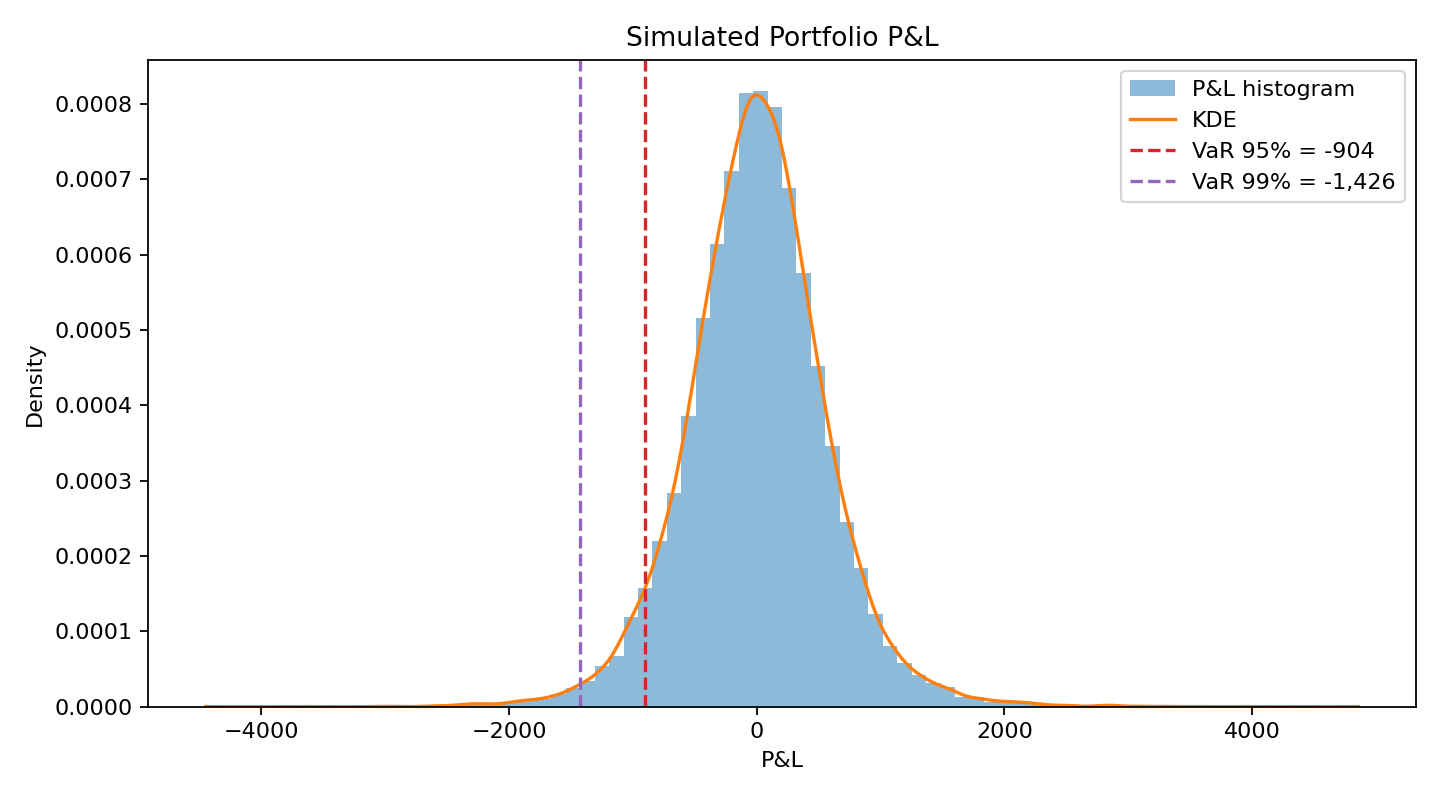 Simulated Portfolio P&L
P&L histogram
KDE
VaR 95% = -904
VaR 99% = -1,426
Density
0.0008
0.0007
0.0006
0.0005
0.0004
0.0003
0.0002
0.0001
0.0000
−4000
−2000
0
2000
4000
P&L